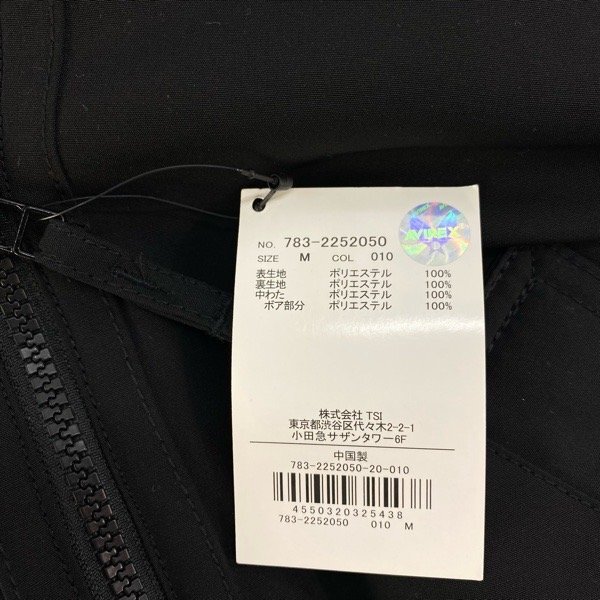 AVIREX
NO. 783-2252050
SIZE M COL 010
表生地 ポリエステル 100%
裏生地 ポリエステル 100%
中わた ポリエステル 100%
ボア部分 ポリエステル 100%
株式会社 TSI
東京都渋谷区代々木2-2-1
小田急サザンタワー6F
中国製
783-2252050-20-010
4550320325438
783-2252050 010 M